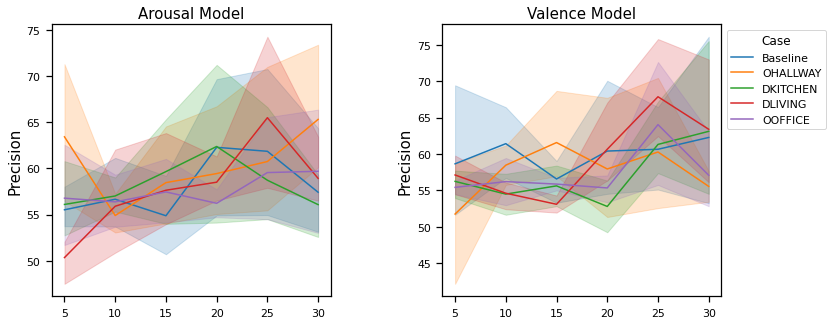 Arousal Model
Precision
75
70
65
60
55
50
5 10 15 20 25 30
Valence Model
Precision
75
70
65
60
55
50
45
5 10 15 20 25 30
Case
Baseline
OHALLWAY
DKITCHEN
DLIVING
OOFFICE